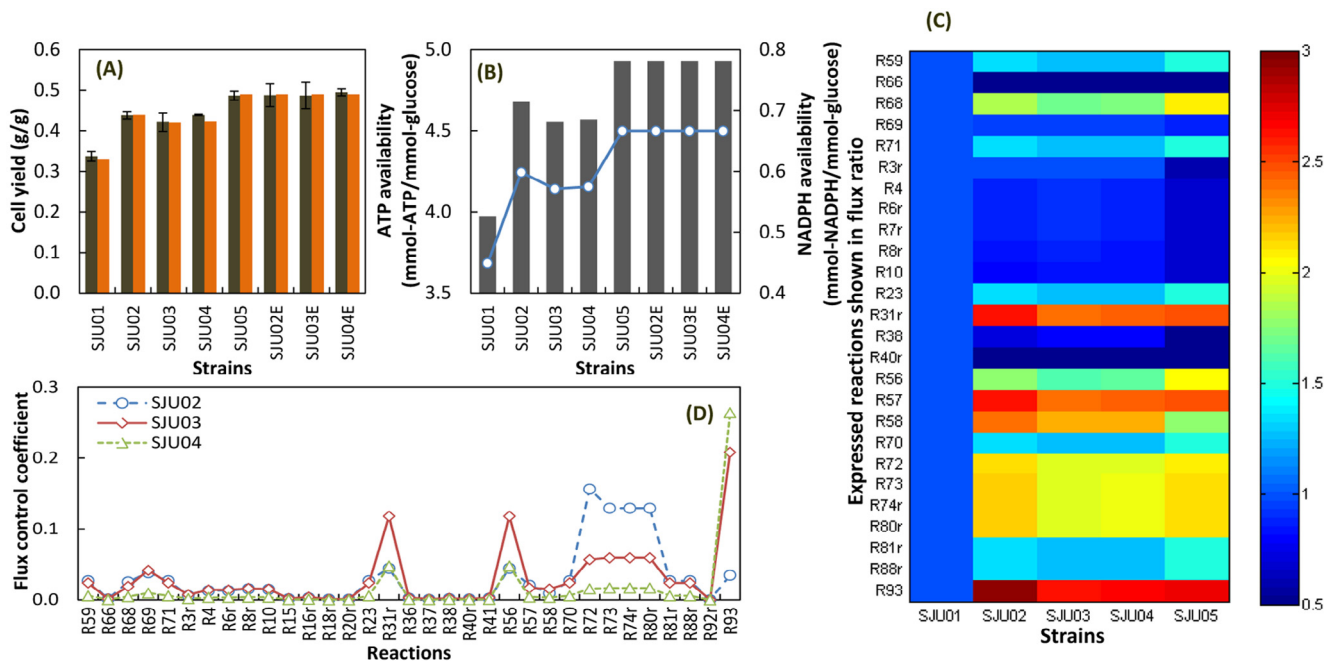 (A)
Cell yield (g/g)
0.6
0.5
0.4
0.3
0.2
0.1
0.0
SJU01
SJU02
SJU03
SJU04
SJU05
SJU02E
SJU03E
SJU04E
Strains
(B)
ATP availability
(mmol-ATP/mmol-glucose)
5.0
4.5
4.0
3.5
0.8
0.7
0.6
0.5
0.4
NADPH availability
(mmol-NADPH/mmol-glucose)
SJU01
SJU02
SJU03
SJU04
SJU05
SJU02E
SJU03E
SJU04E
Strains
(C)
Expressed reactions shown in flux ratio
R59
R66
R68
R69
R71
R3r
R4
R6r
R7r
R8r
R10
R23
R31r
R38
R40r
R56
R57
R58
R70
R72
R73
R74r
R80r
R81r
R88r
R93
SJU01
SJU02
SJU03
SJU04
SJU05
Strains
3
2.5
2
1.5
1
0.5
(D)
Flux control coefficient
0.3
0.2
0.1
0.0
SJU02
SJU03
SJU04
R59
R66
R68
R69
R71
R3r
R4
R6r
R7r
R8r
R10
R15
R16r
R18r
R20r
R23
R31r
R36
R37
R38
R40r
R41
R56
R57
R58
R70
R72
R73
R74r
R80r
R81r
R88r
R92r
R93
Reactions